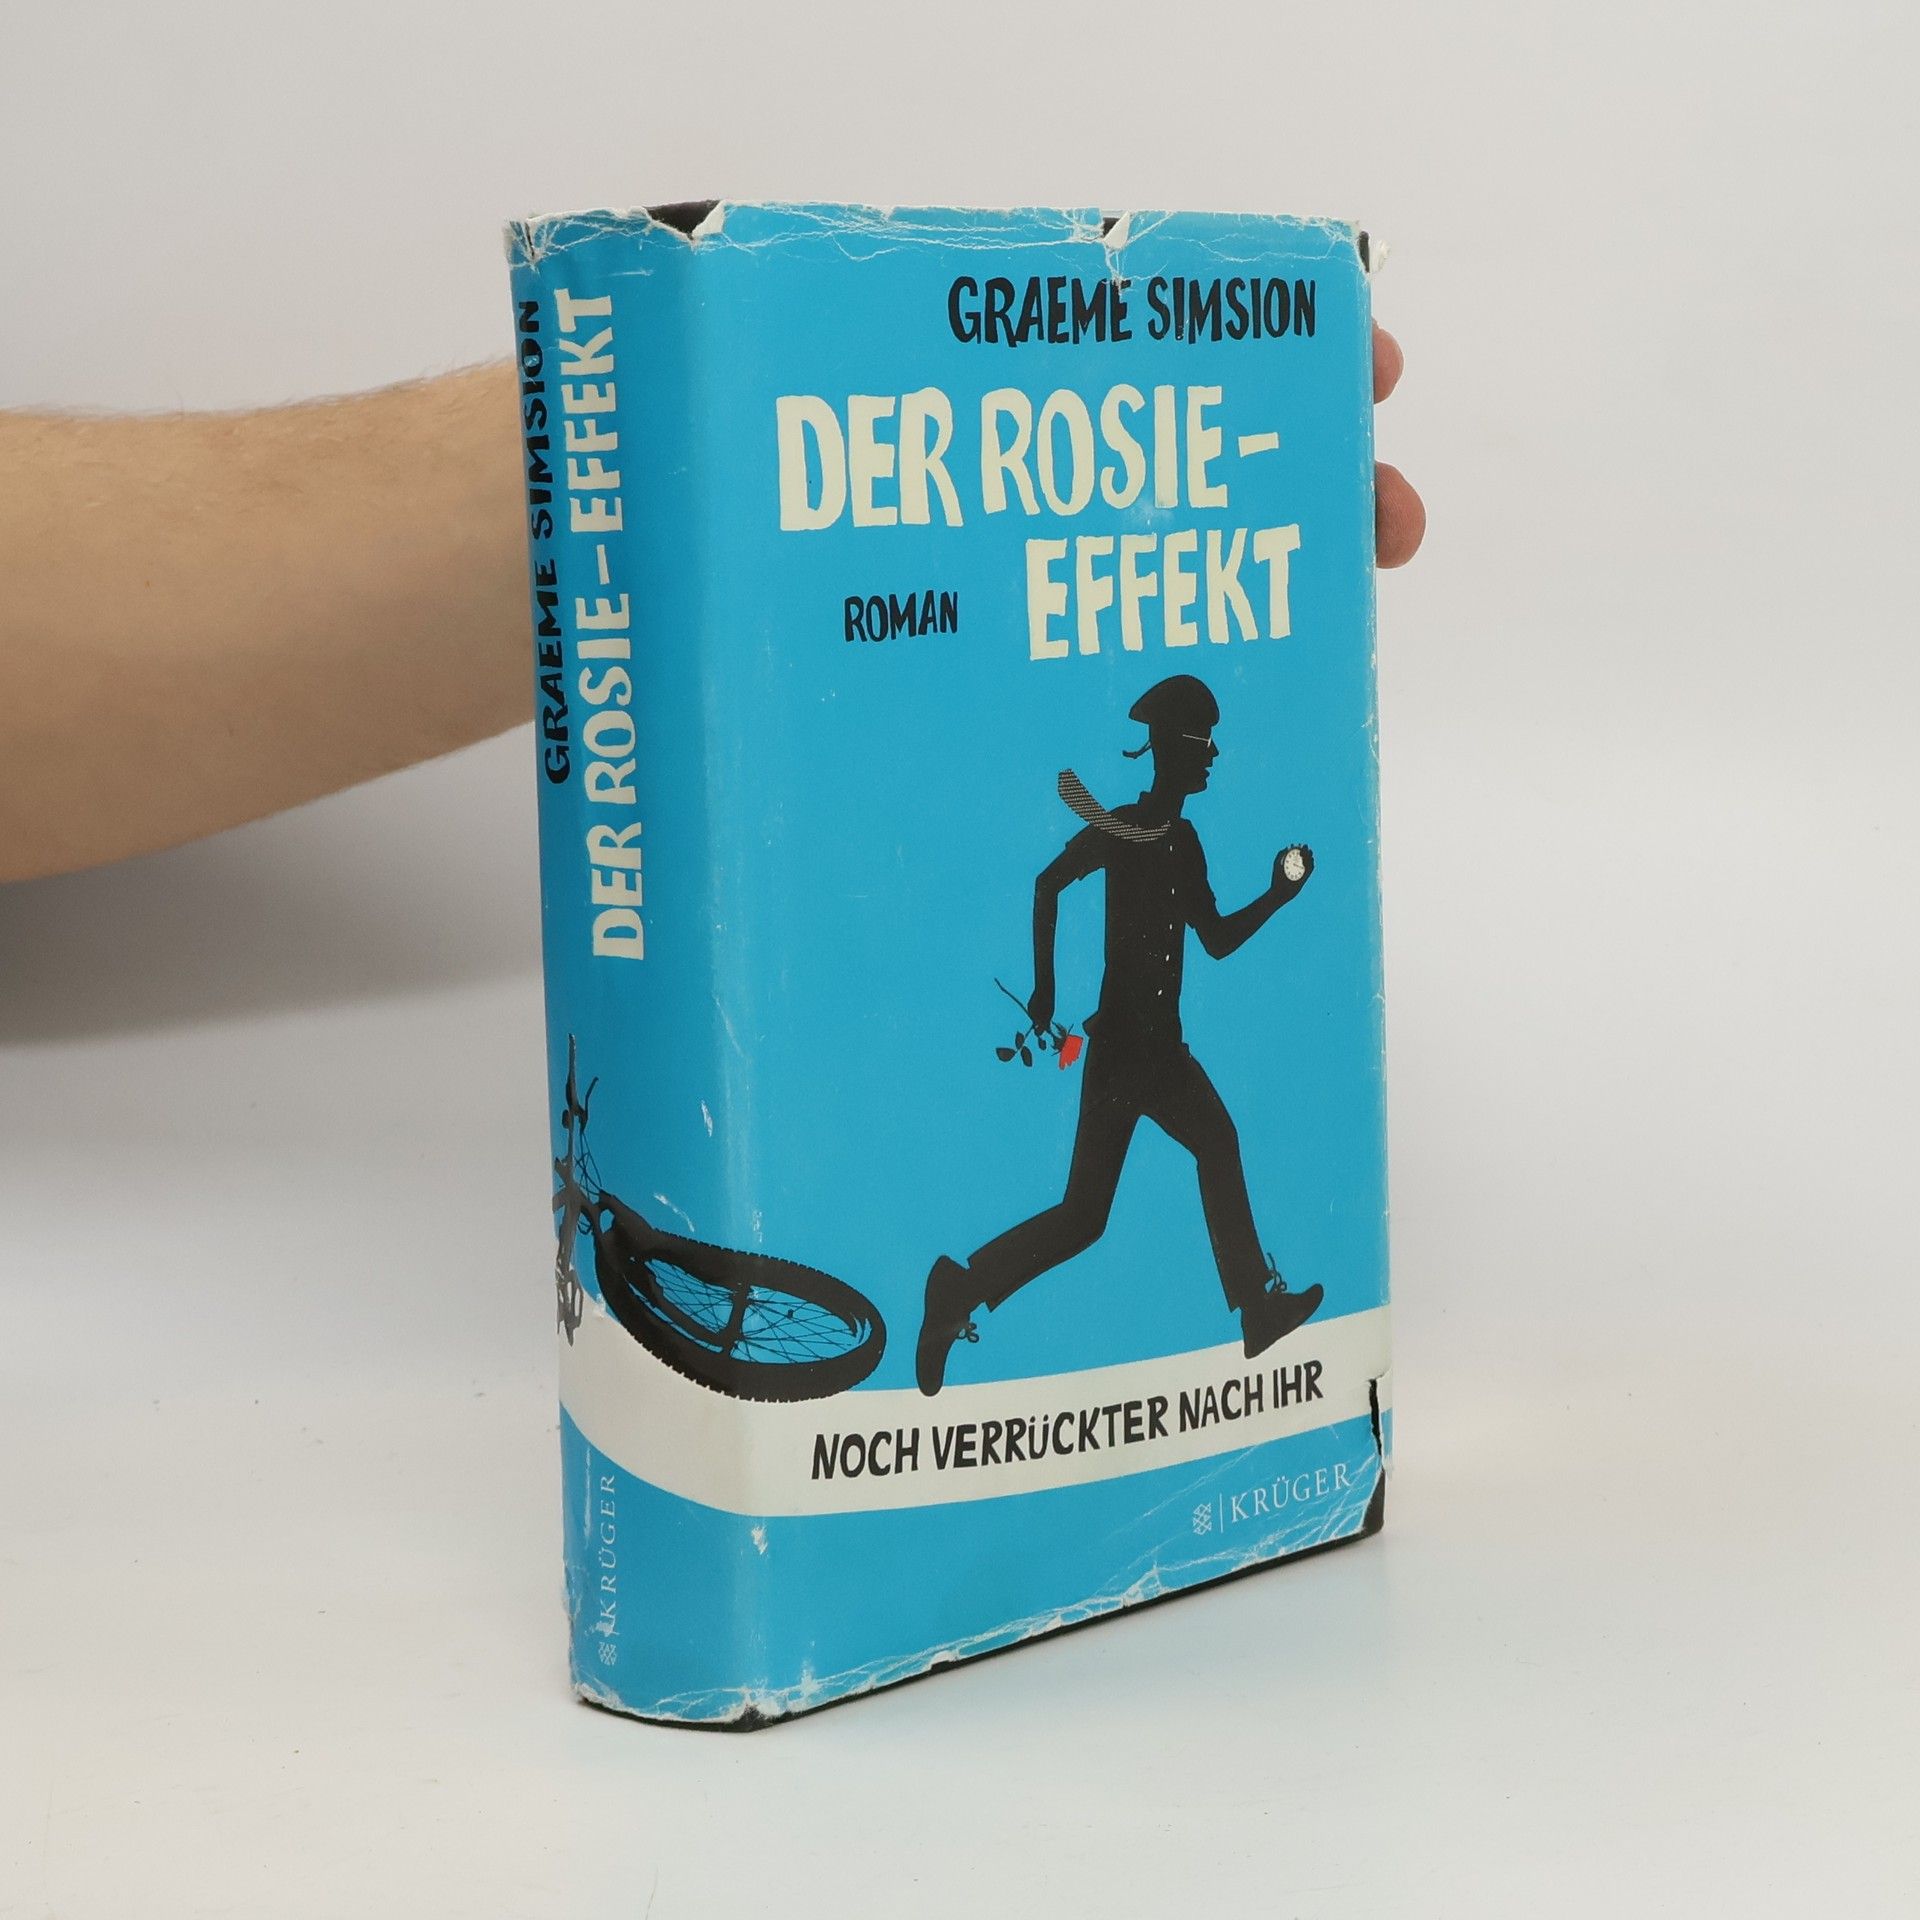 GRAEME SIMSION
DER ROSIE-
EFFEKT
ROMAN
NOCH VERRÜCKTER NACH IHR
KRÜGER
GRAEME SIMSION
DER ROSIE-EFFEKT
KRÜGER